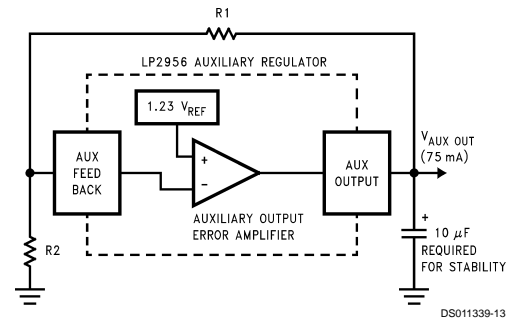 R1
LP2956 AUXILIARY REGULATOR
1.23 VREF
AUX
FEED
BACK
+
−
AUX
OUTPUT
VAUX OUT
(75 mA)
AUXILIARY OUTPUT
ERROR AMPLIFIER
R2
+
10 μF
REQUIRED
FOR STABILITY
DS011339-13